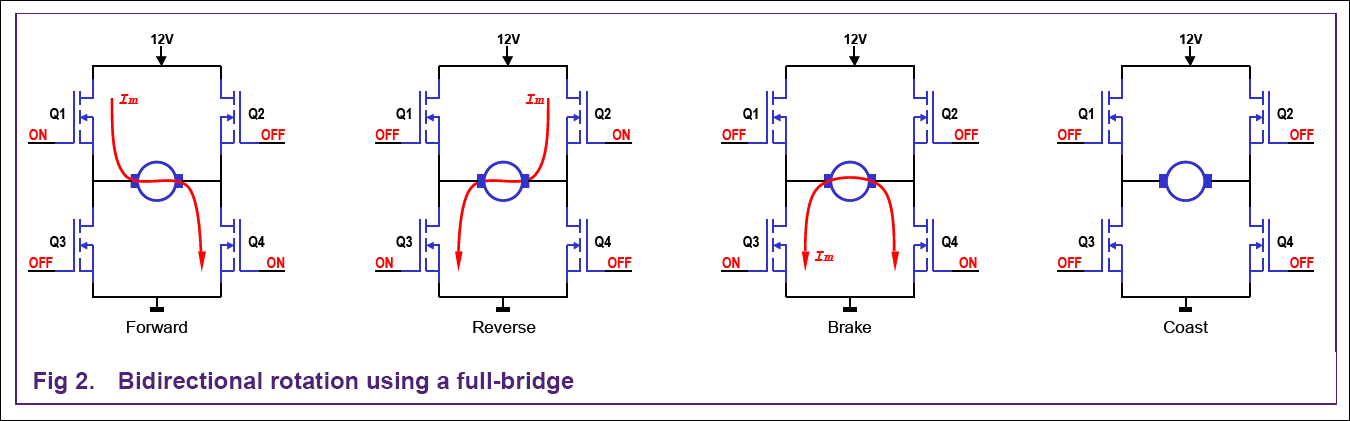 12V 12V 12V 12V
Im Im
Q1 Q2 Q1 Q2 Q1 Q2 Q1 Q2
ON OFF OFF ON OFF OFF OFF OFF
Q3 Q4 Q3 Q4 Q3 Q4 Q3 Q4
Im
OFF ON ON OFF ON ON OFF OFF
Forward Reverse Brake Coast
Fig 2. Bidirectional rotation using a full-bridge